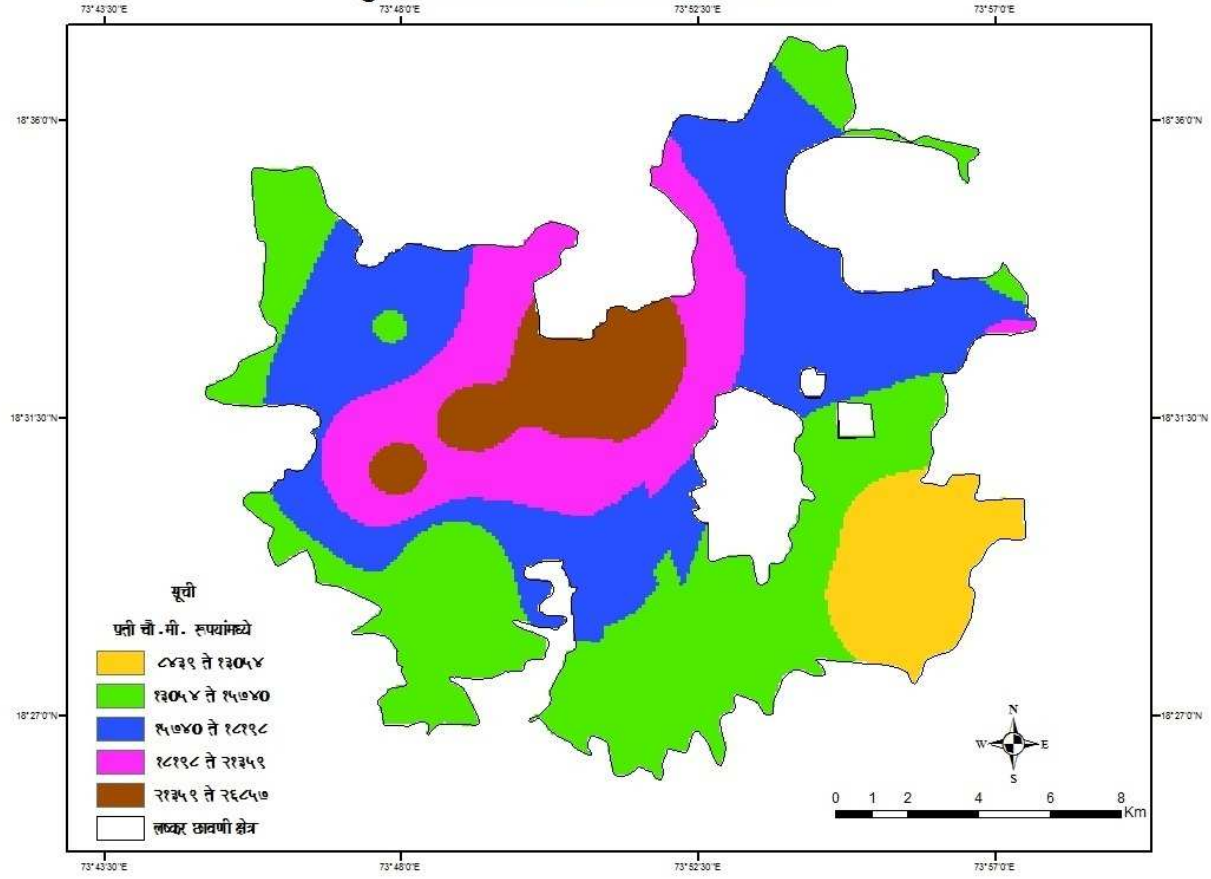 73°43'30"E 73°48'0"E 73°52'30"E 73°57'0"E
18°36'0"N 18°36'0"N
18°31'30"N 18°31'30"N
18°27'0"N 18°27'0"N
सूची
प्रती चौ.मी. रूपयांमध्ये
८४३९ ते १३०५४
१३०५४ ते १५७४०
१५७४० ते १८१९८
१८१९८ ते २१३५९
२१३५९ ते २६८५७
लष्कर छावणी क्षेत्र
N
W E
S
0 1 2 4 6 8
Km
73°43'30"E 73°48'0"E 73°52'30"E 73°57'0"E